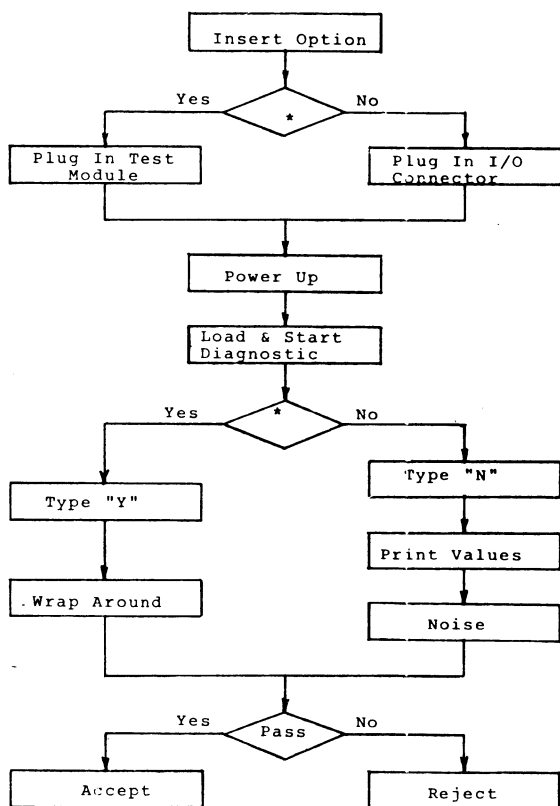 Insert Option
Yes
*
No
Plug In Test
Module
Plug In I/O
Connector
Power Up
Load & Start
Diagnostic
Yes
*
No
Type "Y"
Type "N"
Print Values
Wrap Around
Noise
Yes
Pass
No
Accept
Reject